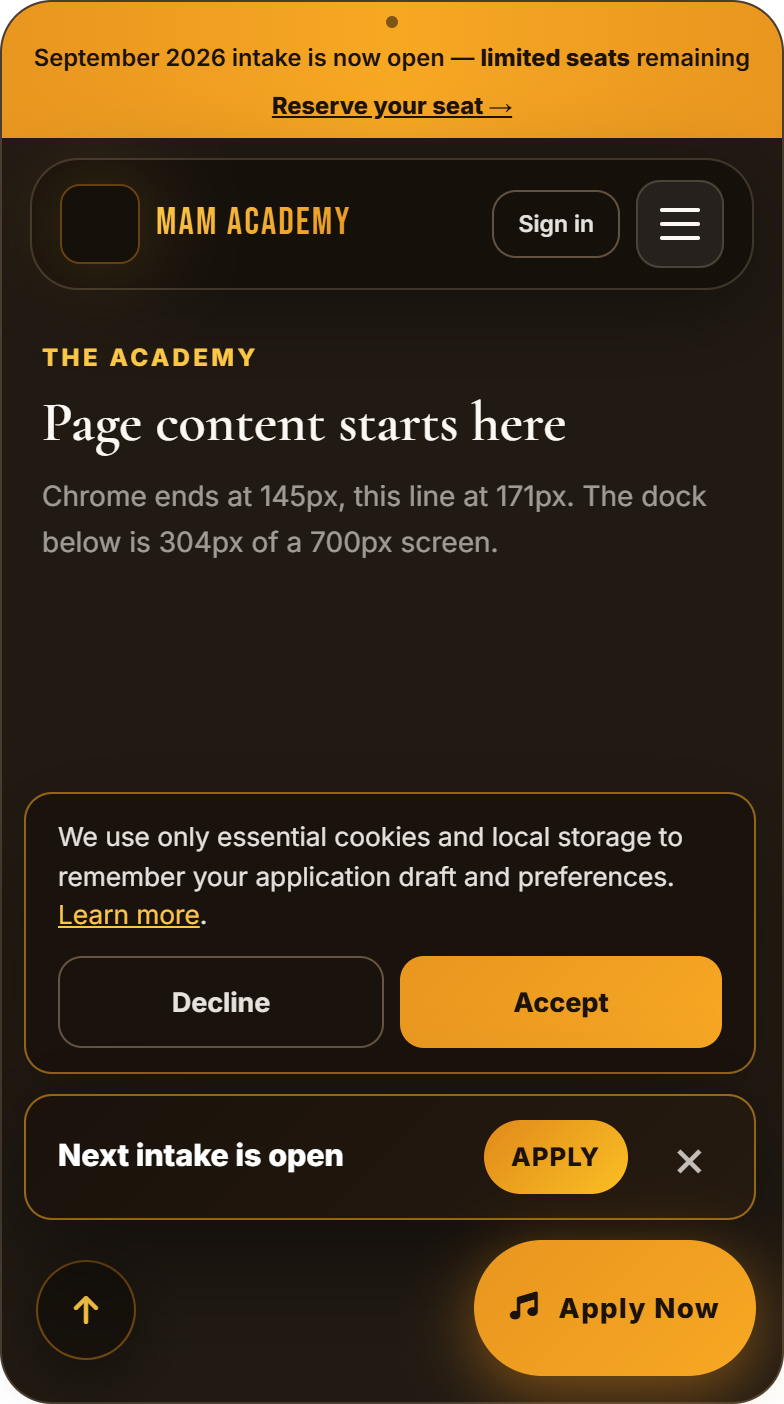 September 2026 intake is now open — limited seats remaining
Reserve your seat →
MAM ACADEMY
Sign in
THE ACADEMY
Page content starts here
Chrome ends at 145px, this line at 171px. The dock
below is 304px of a 700px screen.
We use only essential cookies and local storage to
remember your application draft and preferences.
Learn more.
Decline
Accept
Next intake is open
APPLY
Apply Now